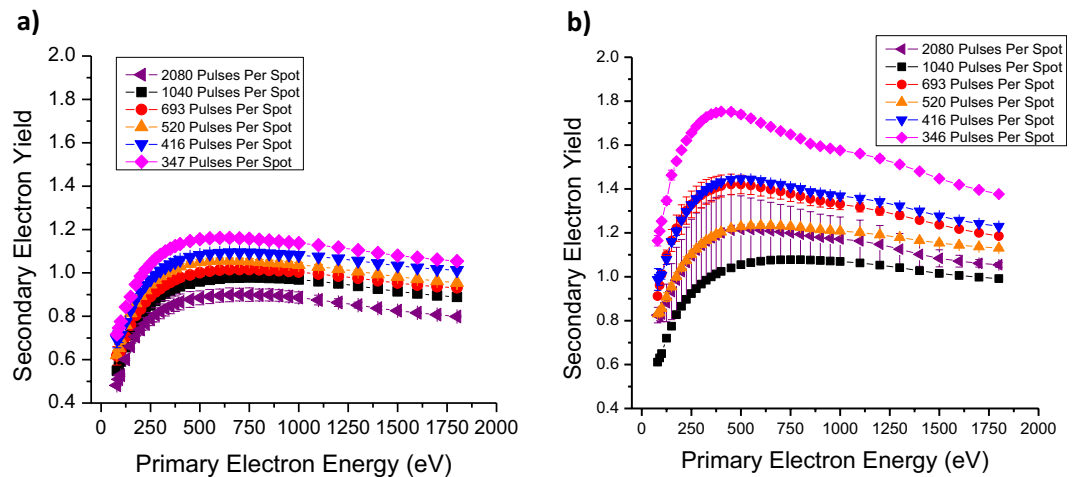 a)
2.0
1.8
1.6
1.4
1.2
1.0
0.8
0.6
0.4
Secondary Electron Yield
2080 Pulses Per Spot
1040 Pulses Per Spot
693 Pulses Per Spot
520 Pulses Per Spot
416 Pulses Per Spot
347 Pulses Per Spot
0 250 500 750 1000 1250 1500 1750 2000
Primary Electron Energy (eV)
b)
2.0
1.8
1.6
1.4
1.2
1.0
0.8
0.6
0.4
Secondary Electron Yield
2080 Pulses Per Spot
1040 Pulses Per Spot
693 Pulses Per Spot
520 Pulses Per Spot
416 Pulses Per Spot
346 Pulses Per Spot
0 250 500 750 1000 1250 1500 1750 2000
Primary Electron Energy (eV)